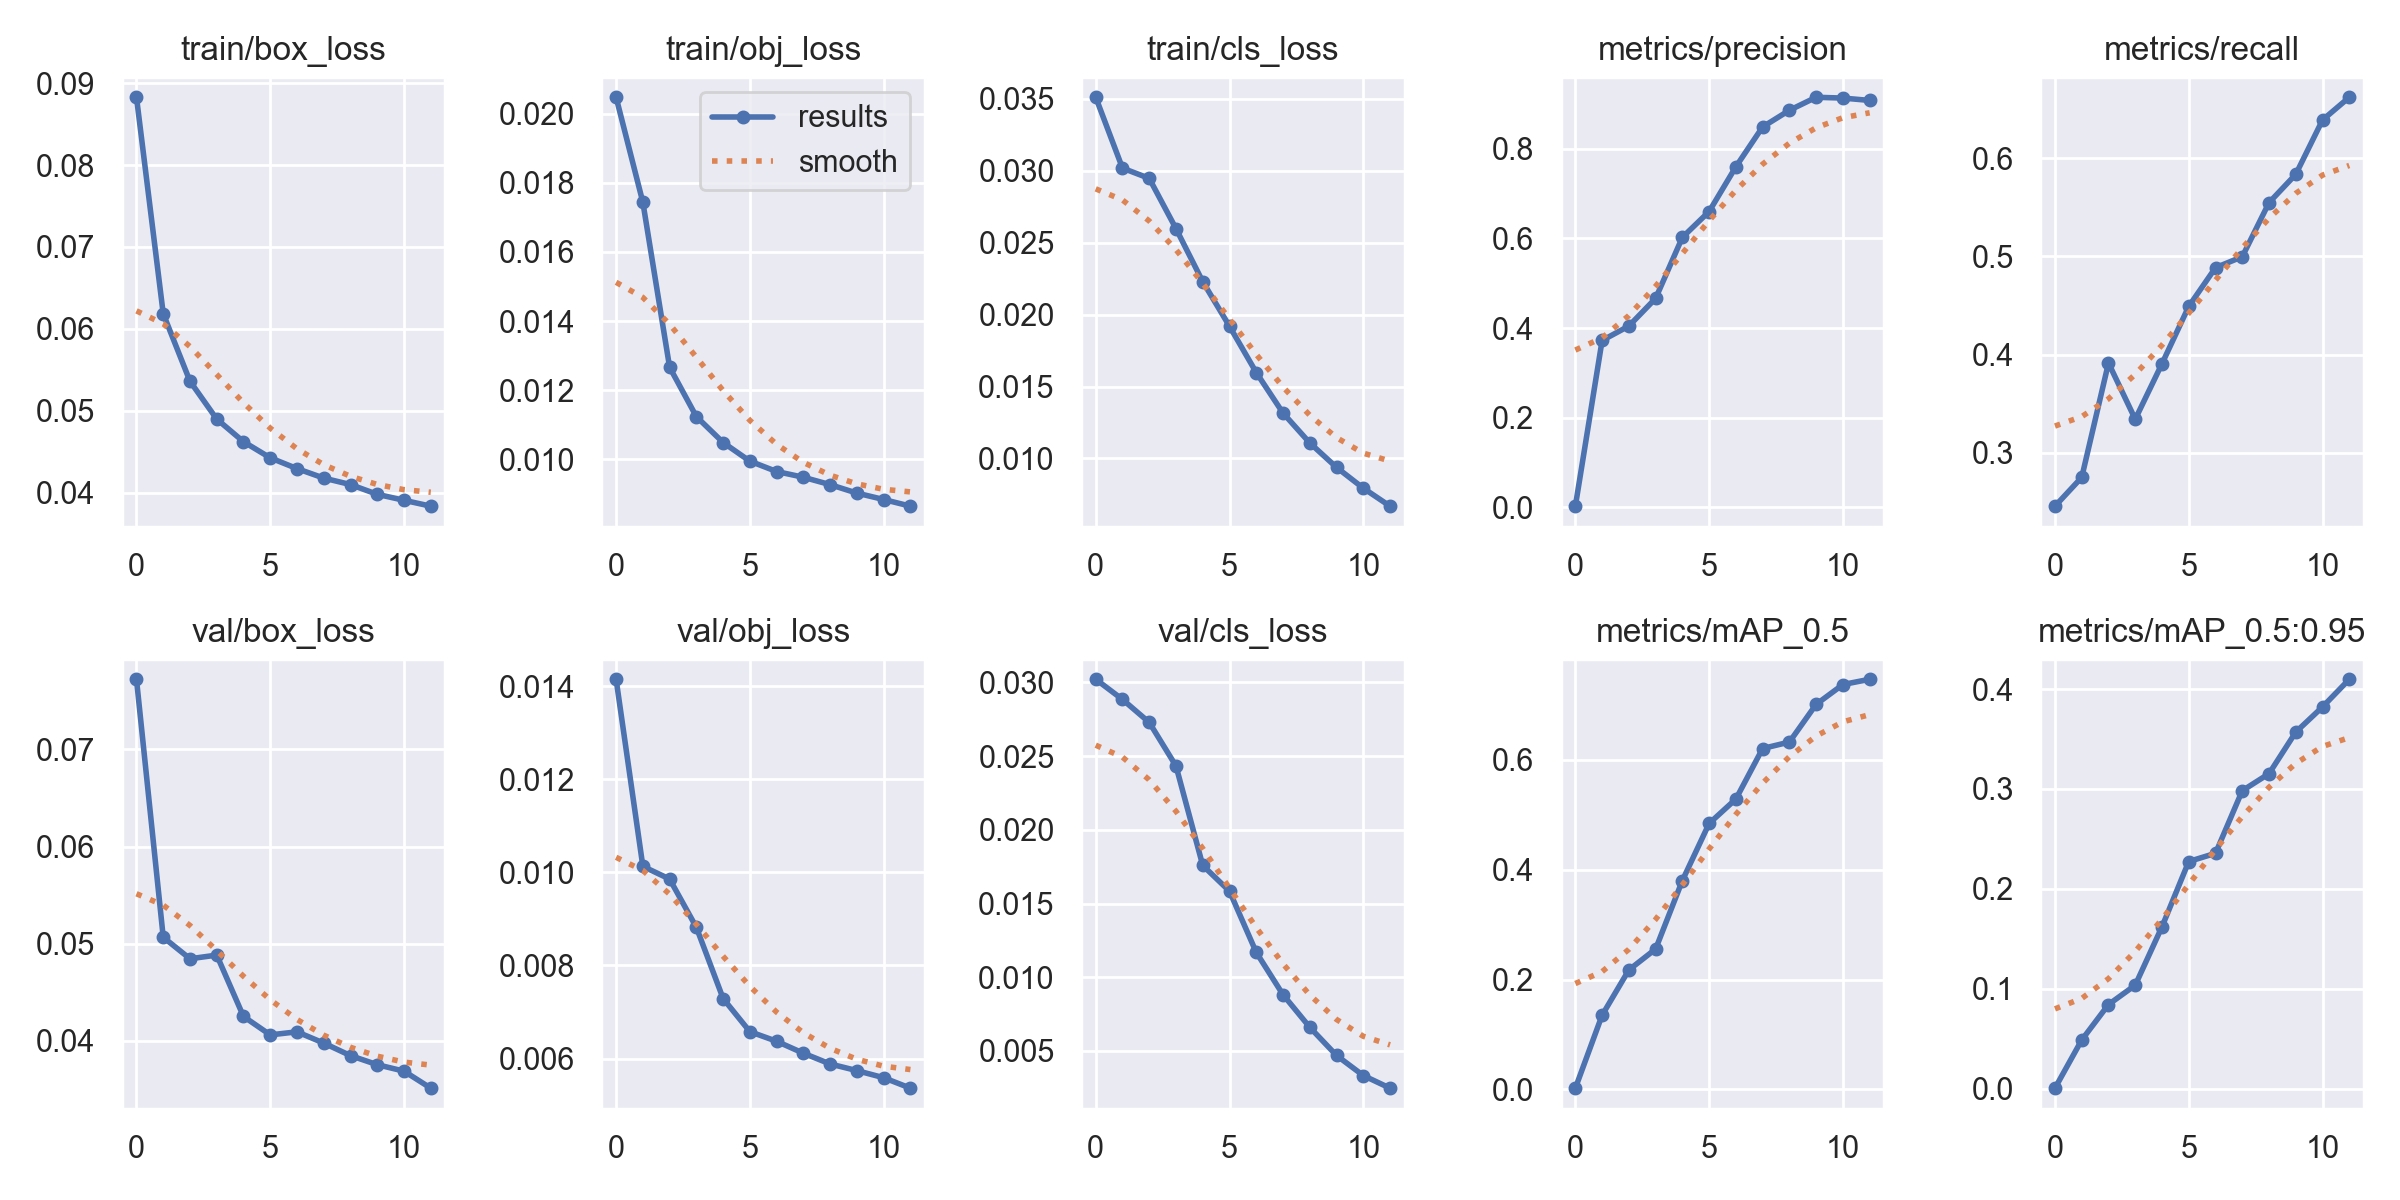 train/box_loss
0.09
0.08
0.07
0.06
0.05
0.04
0 5 10
train/obj_loss
results
smooth
0.020
0.018
0.016
0.014
0.012
0.010
0 5 10
train/cls_loss
0.035
0.030
0.025
0.020
0.015
0.010
0 5 10
metrics/precision
0.8
0.6
0.4
0.2
0.0
0 5 10
metrics/recall
0.6
0.5
0.4
0.3
0 5 10
val/box_loss
0.07
0.06
0.05
0.04
0 5 10
val/obj_loss
0.014
0.012
0.010
0.008
0.006
0 5 10
val/cls_loss
0.030
0.025
0.020
0.015
0.010
0.005
0 5 10
metrics/mAP_0.5
0.6
0.4
0.2
0.0
0 5 10
metrics/mAP_0.5:0.95
0.4
0.3
0.2
0.1
0.0
0 5 10